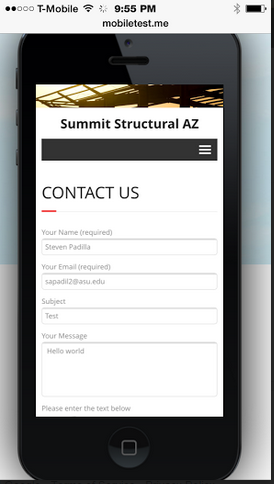 T-Mobile 9:55 PM
mobiletest.me
Summit Structural AZ
CONTACT US
Your Name (required)
Steven Padilla
Your Email (required)
sapadil2@asu.edu
Subject
Test
Your Message
Hello world
Please enter the text below